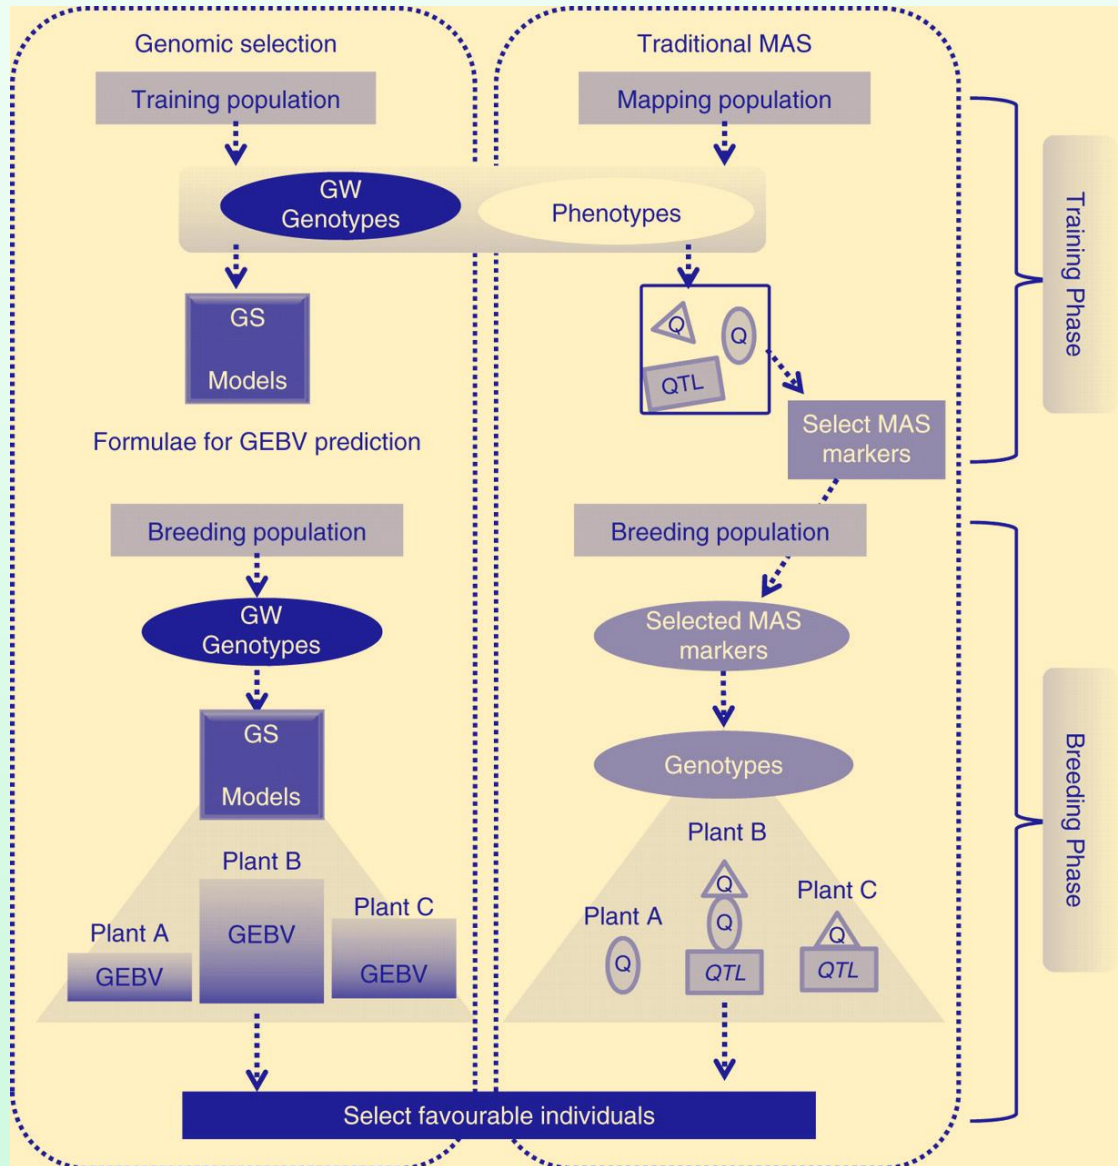 Genomic selection
Traditional MAS
Training population
Mapping population
GW
Genotypes
Phenotypes
GS
Models
Q
Q
QTL
Select MAS
markers
Formulae for GEBV prediction
Training Phase
Breeding population
Breeding population
GW
Genotypes
Selected MAS
markers
GS
Models
Genotypes
Plant A
GEBV
Plant B
GEBV
Plant C
GEBV
Plant A
Q
Plant B
Q
Q
QTL
Plant C
Q
QTL
Breeding Phase
Select favourable individuals